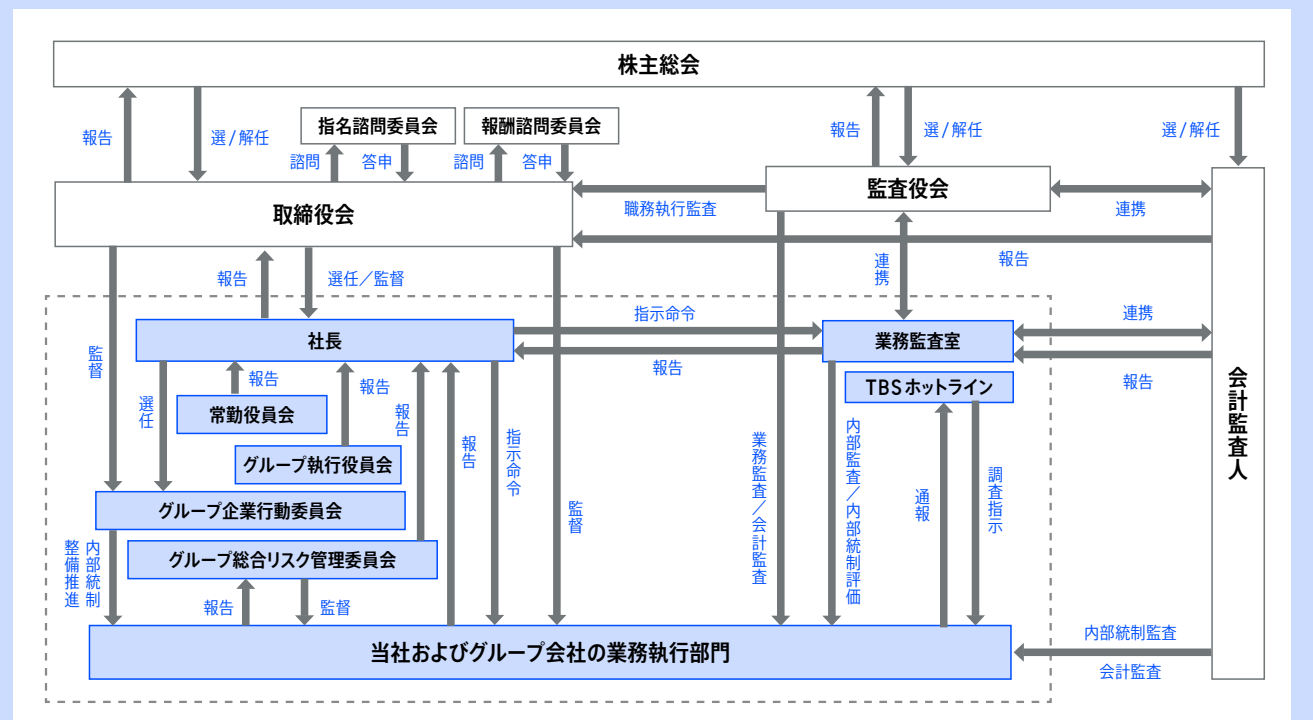 株主総会
報告
選/解任
指名諮問委員会
報酬諮問委員会
報告
選/解任
選/解任
諮問
答申
諮問
答申
取締役会
監査役会
職務執行監査
連携
報告
報告
選任／監督
連携
指示命令
連携
社長
業務監査室
報告
報告
監督
選任
報告
報告
報告
報告
指示命令
監督
常勤役員会
TBSホットライン
グループ執行役員会
業務監査／会計監査
内部監査／内部統制評価
通報
調査指示
会計監査人
グループ企業行動委員会
内部統制
整備推進
グループ総合リスク管理委員会
報告
監督
当社およびグループ会社の業務執行部門
内部統制監査
会計監査